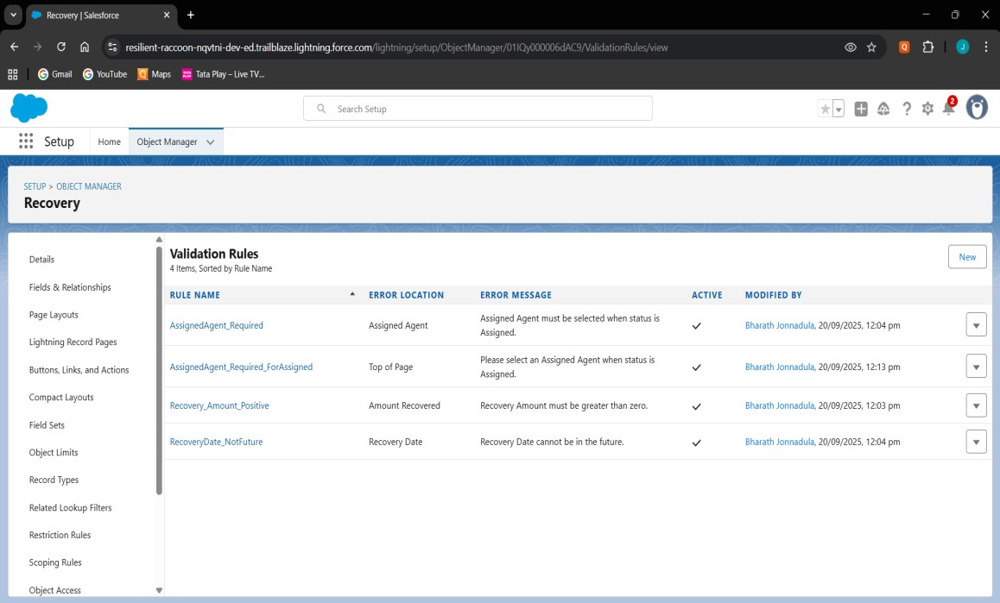 Recovery | Salesforce
resilient-raccoon-nqvtni-dev-ed.trailblaze.lightning.force.com/lightning/setup/ObjectManager/01IQy000006dAC9/ValidationRules/view
Q
J
Gmail
YouTube
Maps
Tata Play – Live TV...
Search Setup
2
Setup
Home
Object Manager
SETUP > OBJECT MANAGER
Recovery
Details
Fields & Relationships
Page Layouts
Lightning Record Pages
Buttons, Links, and Actions
Compact Layouts
Field Sets
Object Limits
Record Types
Related Lookup Filters
Restriction Rules
Scoping Rules
Object Access
Validation Rules
4 Items, Sorted by Rule Name
New
RULE NAME ERROR LOCATION ERROR MESSAGE ACTIVE MODIFIED BY
AssignedAgent_Required Assigned Agent Assigned Agent must be selected when status is Assigned. Bharath Jonnadula, 20/09/2025, 12:04 pm
AssignedAgent_Required_ForAssigned Top of Page Please select an Assigned Agent when status is Assigned. Bharath Jonnadula, 20/09/2025, 12:13 pm
Recovery_Amount_Positive Amount Recovered Recovery Amount must be greater than zero. Bharath Jonnadula, 20/09/2025, 12:03 pm
RecoveryDate_NotFuture Recovery Date Recovery Date cannot be in the future. Bharath Jonnadula, 20/09/2025, 12:04 pm